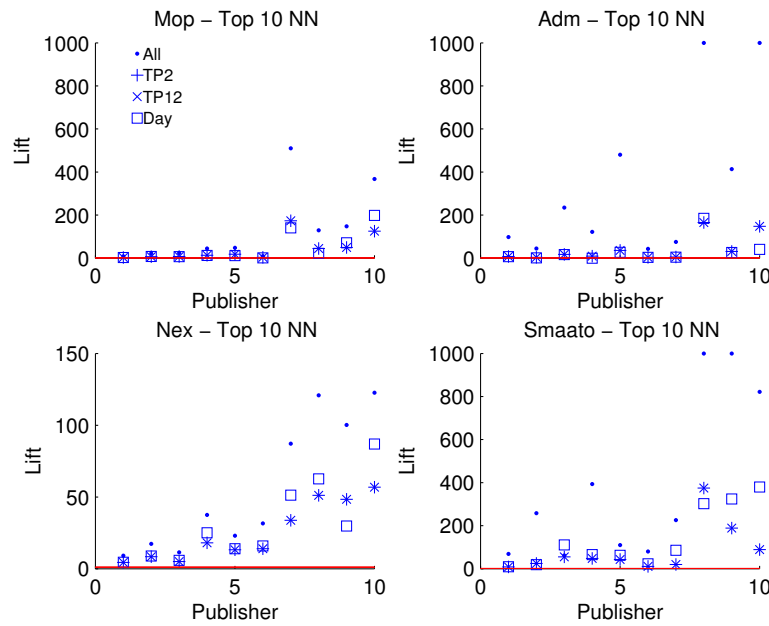 Mop − Top 10 NN
1000
800
600
400
200
0
0
5
10
Lift
Publisher
All
TP2
TP12
Day
Adm − Top 10 NN
1000
800
600
400
200
0
0
5
10
Lift
Publisher
Nex − Top 10 NN
150
100
50
0
0
5
10
Lift
Publisher
Smaato − Top 10 NN
1000
800
600
400
200
0
0
5
10
Lift
Publisher